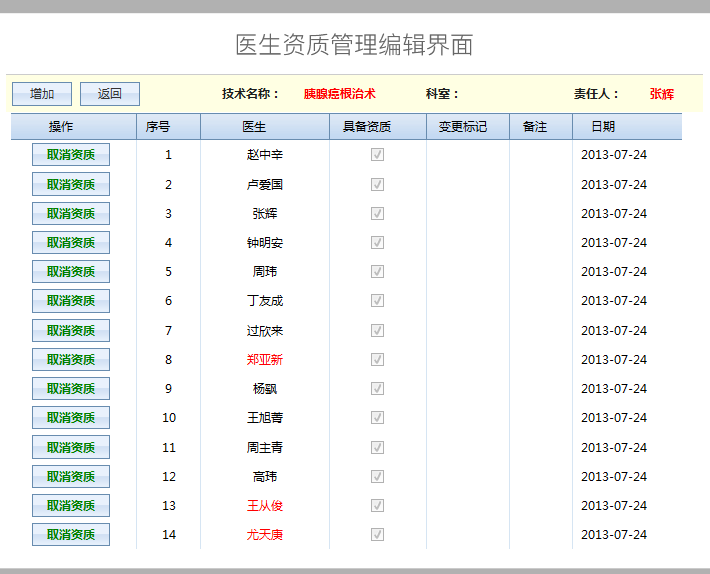 医生资质管理编辑界面
增加 返回 技术名称： 胰腺癌根治术 科室： 责任人： 张辉
操作 序号 医生 具备资质 变更标记 备注 日期
取消资质 1 赵中辛 2013-07-24
取消资质 2 卢爱国 2013-07-24
取消资质 3 张辉 2013-07-24
取消资质 4 钟明安 2013-07-24
取消资质 5 周玮 2013-07-24
取消资质 6 丁友成 2013-07-24
取消资质 7 过欣来 2013-07-24
取消资质 8 郑亚新 2013-07-24
取消资质 9 杨飖 2013-07-24
取消资质 10 王旭菁 2013-07-24
取消资质 11 周主青 2013-07-24
取消资质 12 高玮 2013-07-24
取消资质 13 王从俊 2013-07-24
取消资质 14 尤天庚 2013-07-24